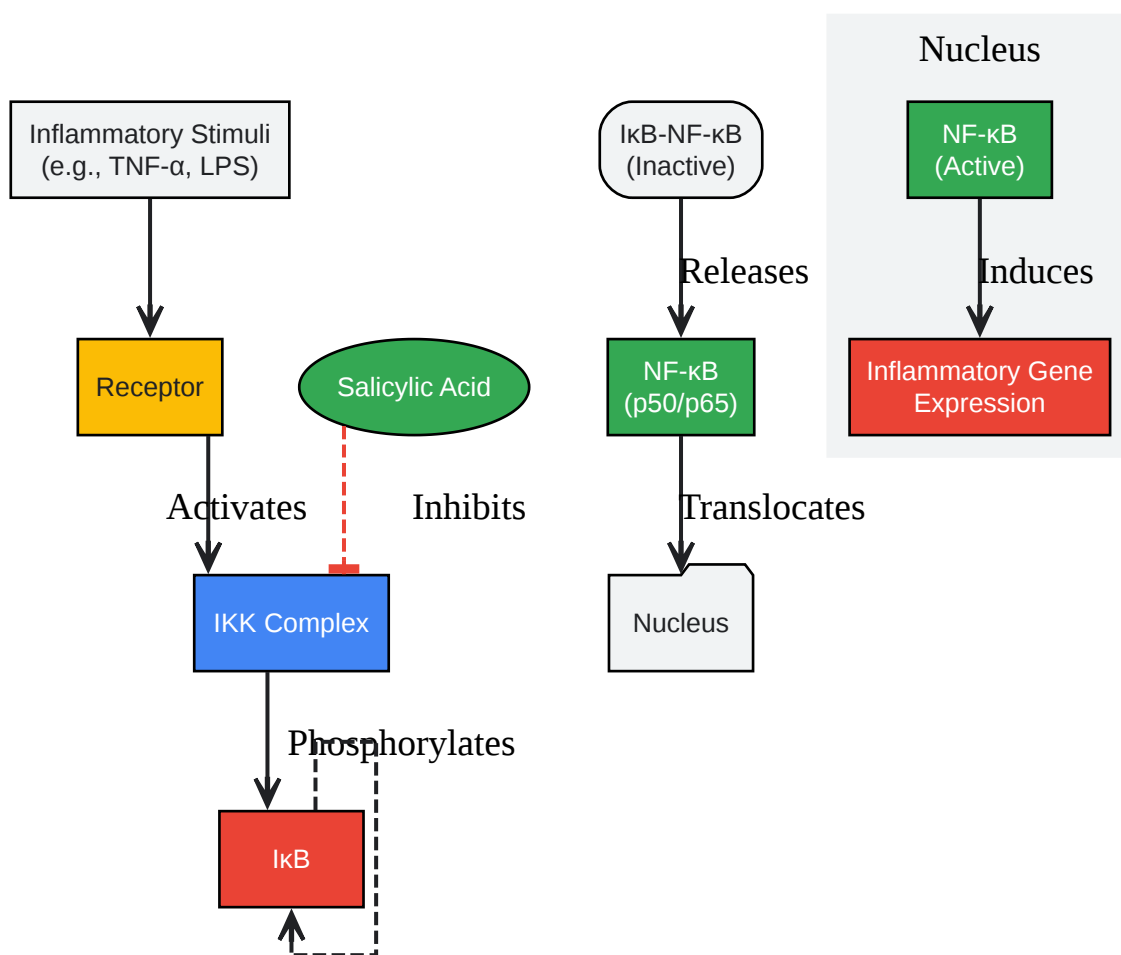 Inflammatory Stimuli
(e.g., TNF-α, LPS)
Receptor
Salicylic Acid
Activates
Inhibits
IKK Complex
Phosphorylates
IκB
IκB-NF-κB
(Inactive)
Releases
NF-κB
(p50/p65)
Translocates
Nucleus
Nucleus
NF-κB
(Active)
Induces
Inflammatory Gene
Expression